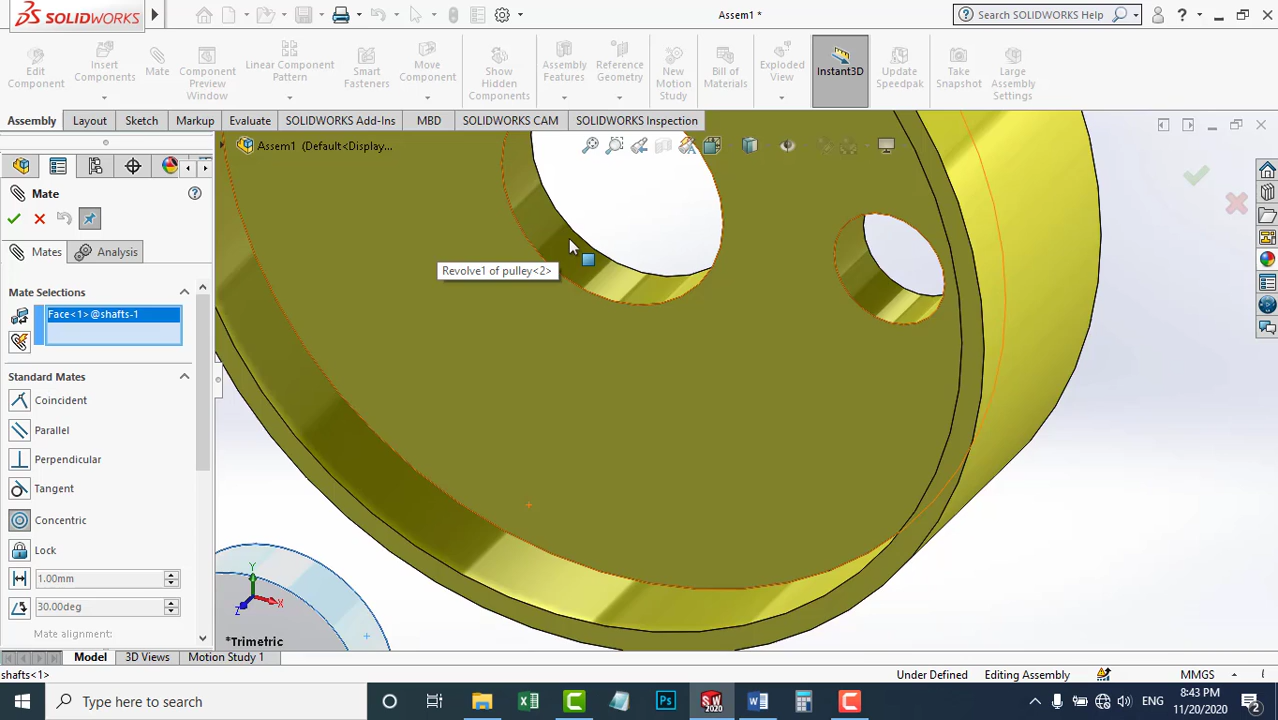 SOLIDWORKS
Assem1 *
Search SOLIDWORKS Help
?
Edit Component
Insert Components
Mate
Component Preview Window
Linear Component Pattern
Smart Fasteners
Move Component
Show Hidden Components
Assembly Features
Reference Geometry
New Motion Study
Bill of Materials
Exploded View
Instant3D
Update Speedpak
Take Snapshot
Large Assembly Settings
Assembly Layout Sketch Markup Evaluate SOLIDWORKS Add-Ins MBD SOLIDWORKS CAM SOLIDWORKS Inspection
Assem1 (Default<Display...
Mate
Mates Analysis
Mate Selections
Face<1>@shafts-1
Standard Mates
Coincident
Parallel
Perpendicular
Tangent
Concentric
Lock
1.00mm
30.00deg
Mate alignment:
Revolve1 of pulley<2>
Y
X
Z
*Trimetric
Model 3D Views Motion Study 1
shafts<1>
Under Defined Editing Assembly MMGS
Type here to search
Ps
SW
2020
W
ENG
8:43 PM
11/20/2020
2